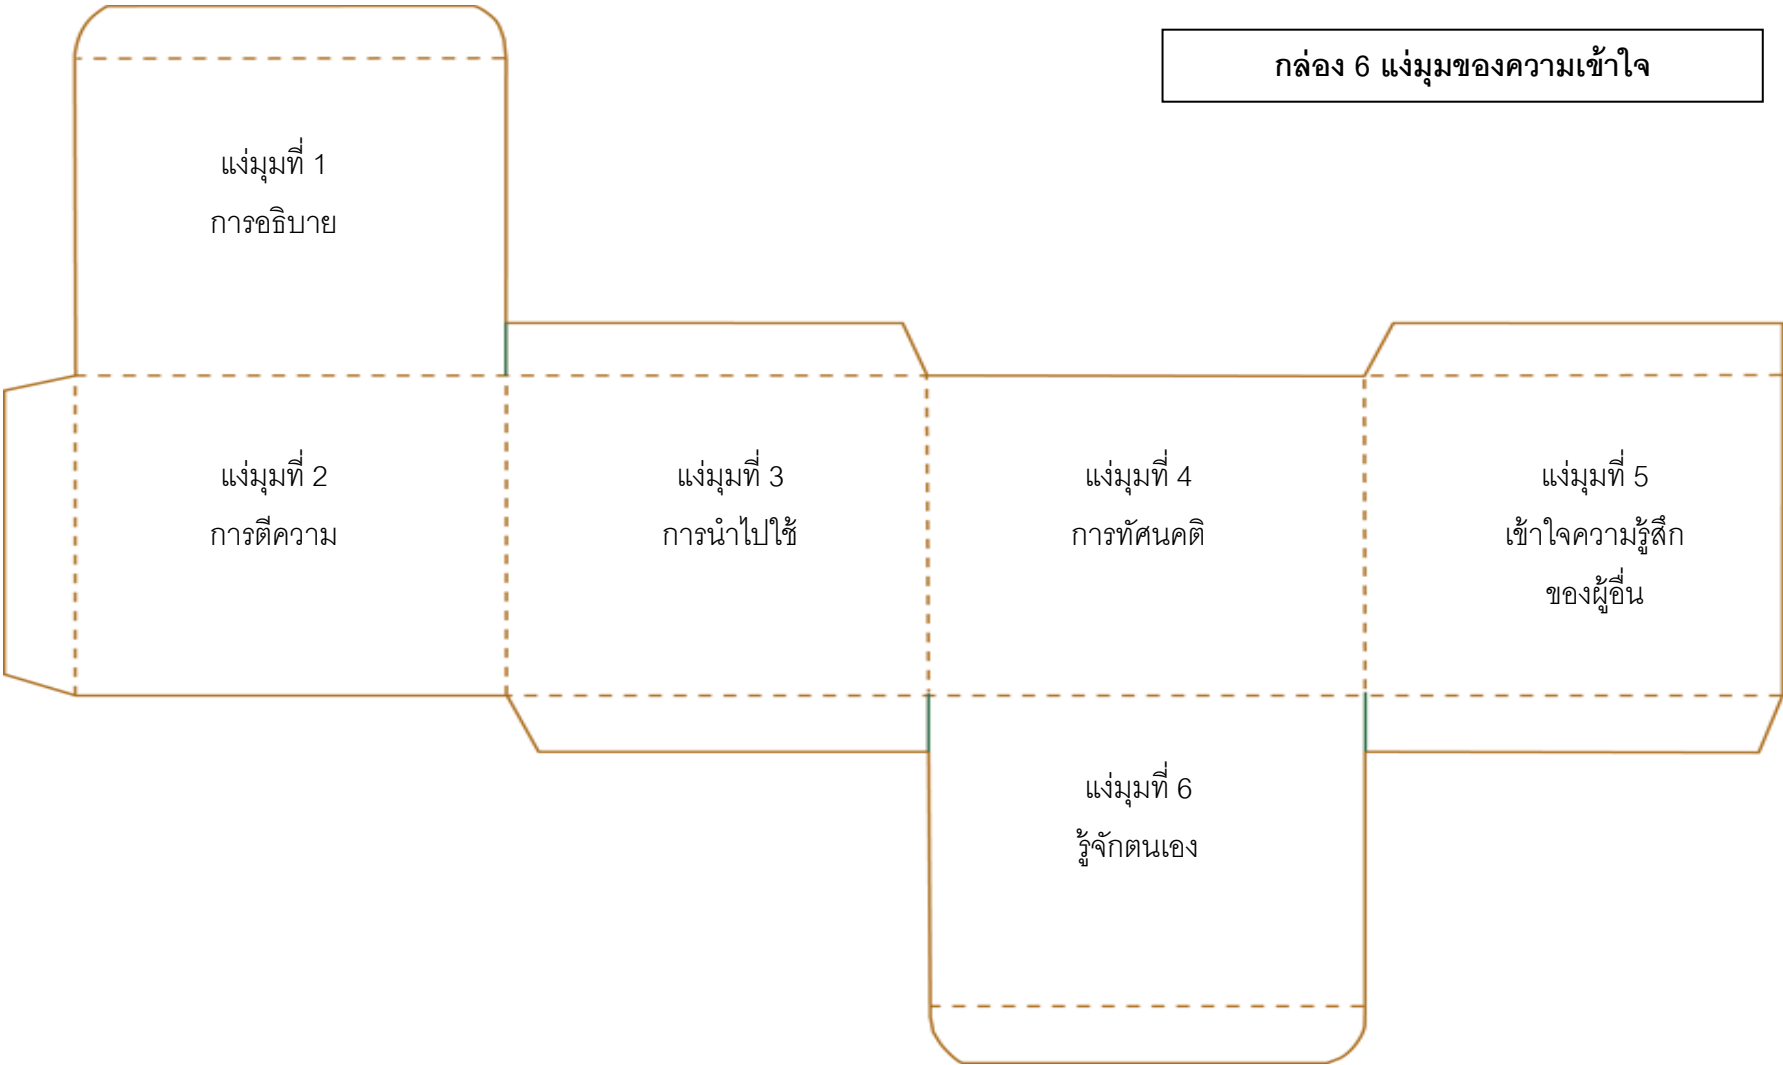 กล่อง 6 แง่มุมของความเข้าใจ
แง่มุมที่ 1
การอธิบาย
แง่มุมที่ 2
การตีความ
แง่มุมที่ 3
การนำไปใช้
แง่มุมที่ 4
การทัศนคติ
แง่มุมที่ 5
เข้าใจความรู้สึก
ของผู้อื่น
แง่มุมที่ 6
รู้จักตนเอง